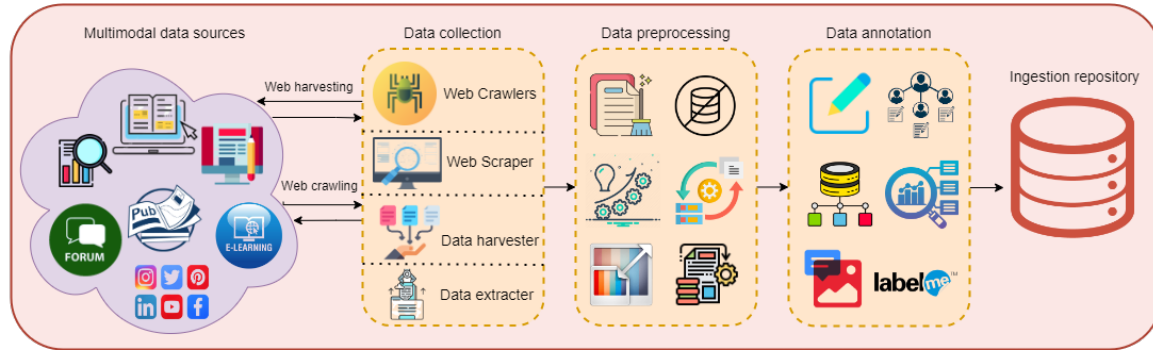 Multimodal data sources
Data collection
Data preprocessing
Data annotation
Ingestion repository
Web harvesting
Web crawling
Web Crawlers
Web Scraper
Data harvester
Data extracter
Pub
FORUM
E-LEARNING
labelme™